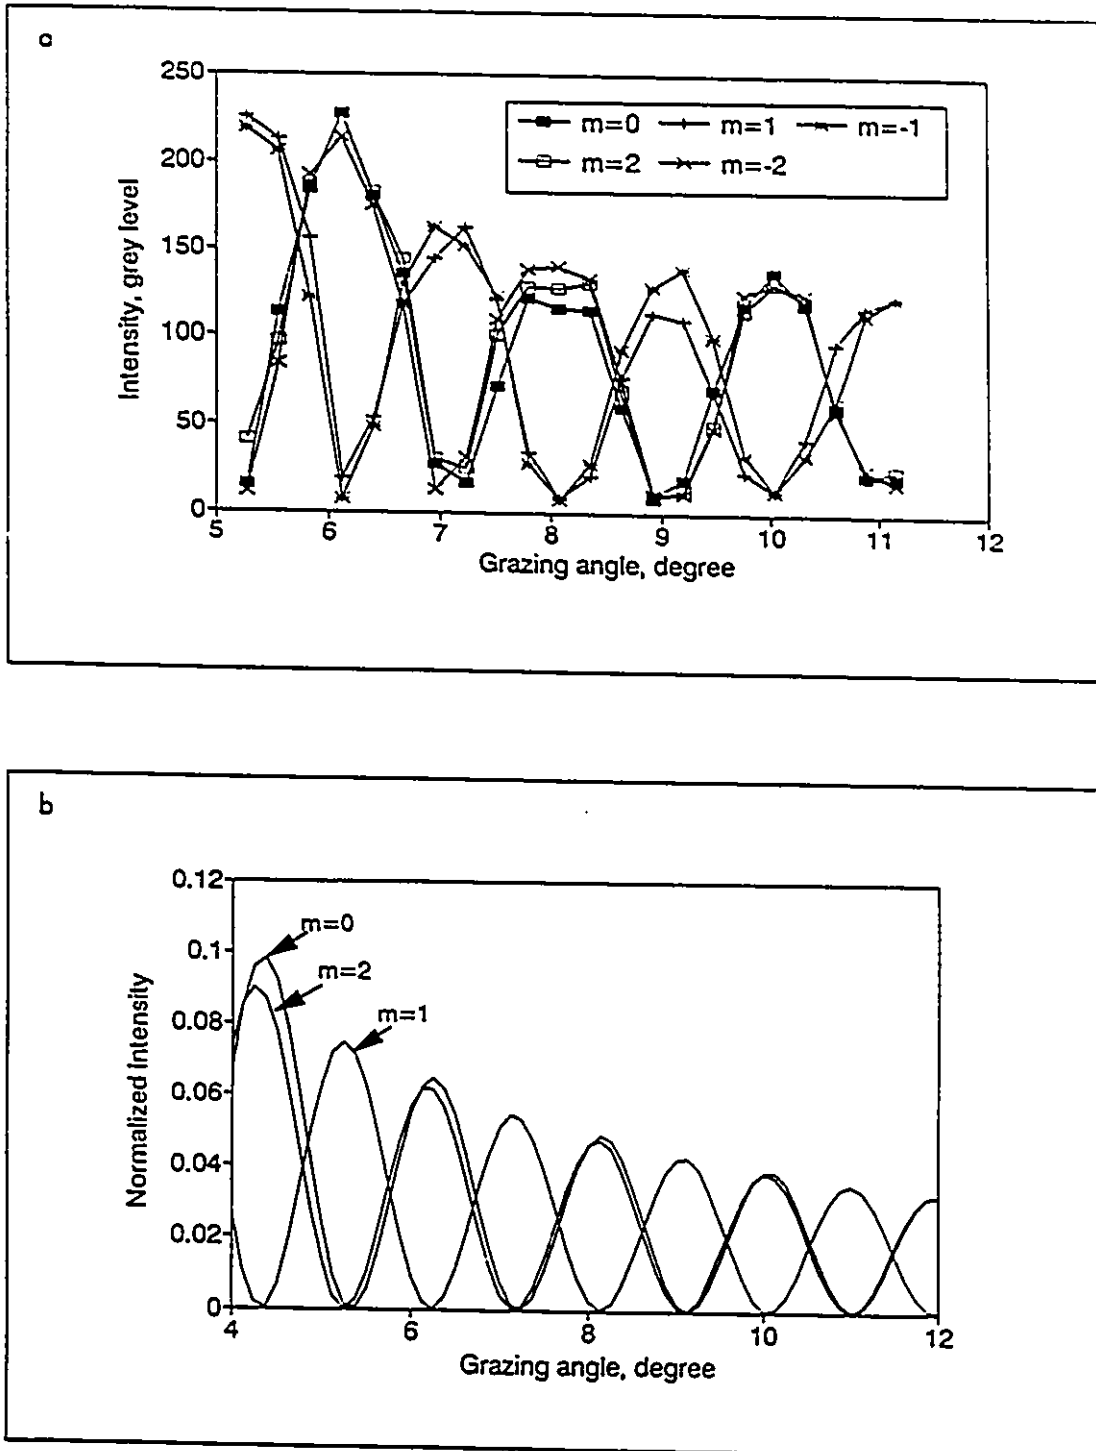 a
250
200
150
100
50
0
Intensity, grey level
m=0 m=1 m=-1
m=2 m=-2
5 6 7 8 9 10 11 12
Grazing angle, degree
b
0.12
0.1
0.08
0.06
0.04
0.02
0
Normalized intensity
m=0
m=2
m=1
4 6 8 10 12
Grazing angle, degree